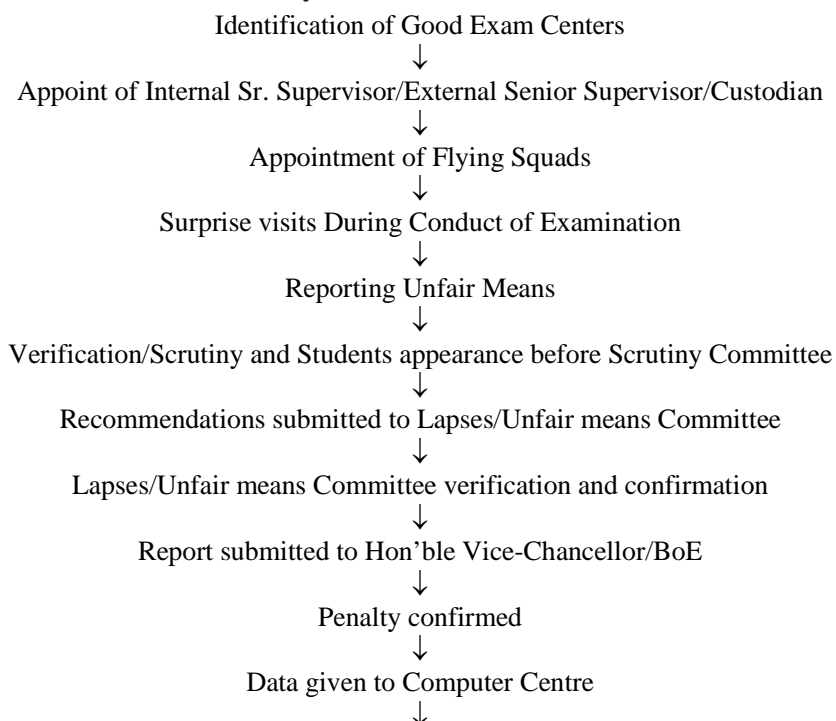 Identification of Good Exam Centers
↓
Appoint of Internal Sr. Supervisor/External Senior Supervisor/Custodian
↓
Appointment of Flying Squads
↓
Surprise visits During Conduct of Examination
↓
Reporting Unfair Means
↓
Verification/Scrutiny and Students appearance before Scrutiny Committee
↓
Recommendations submitted to Lapses/Unfair means Committee
↓
Lapses/Unfair means Committee verification and confirmation
↓
Report submitted to Hon’ble Vice-Chancellor/BoE
↓
Penalty confirmed
↓
Data given to Computer Centre
↓